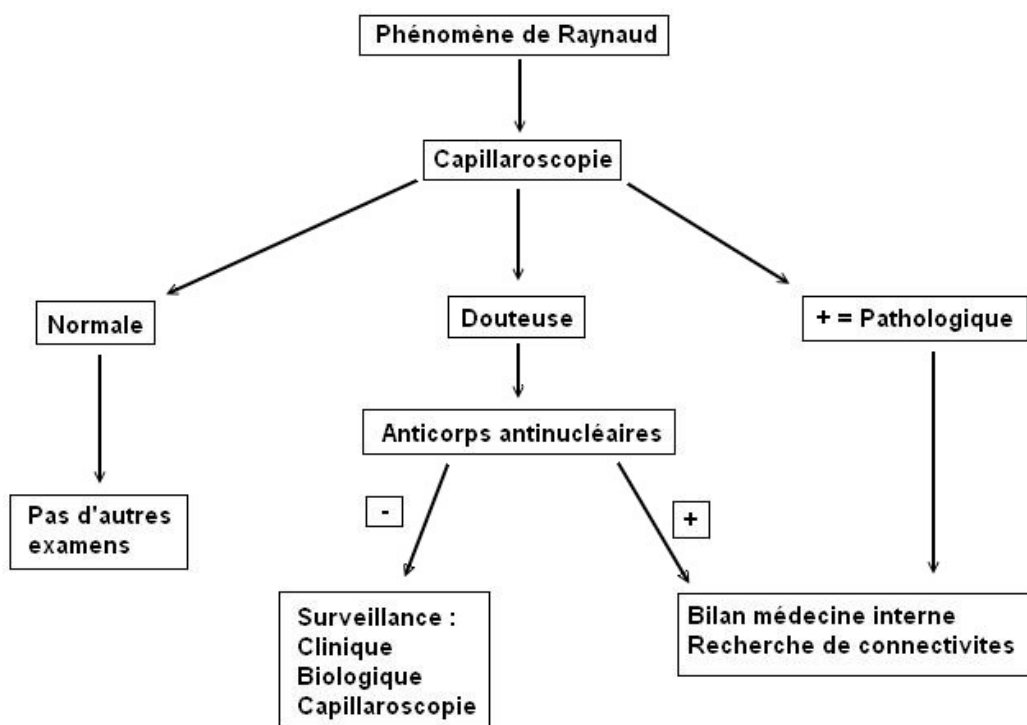 Phénomène de Raynaud
Capillaroscopie
Normale
Douteuse
+ = Pathologique
Anticorps antinucléaires
Pas d'autres
examens
-
+
Surveillance :
Clinique
Biologique
Capillaroscopie
Bilan médecine interne
Recherche de connectivites